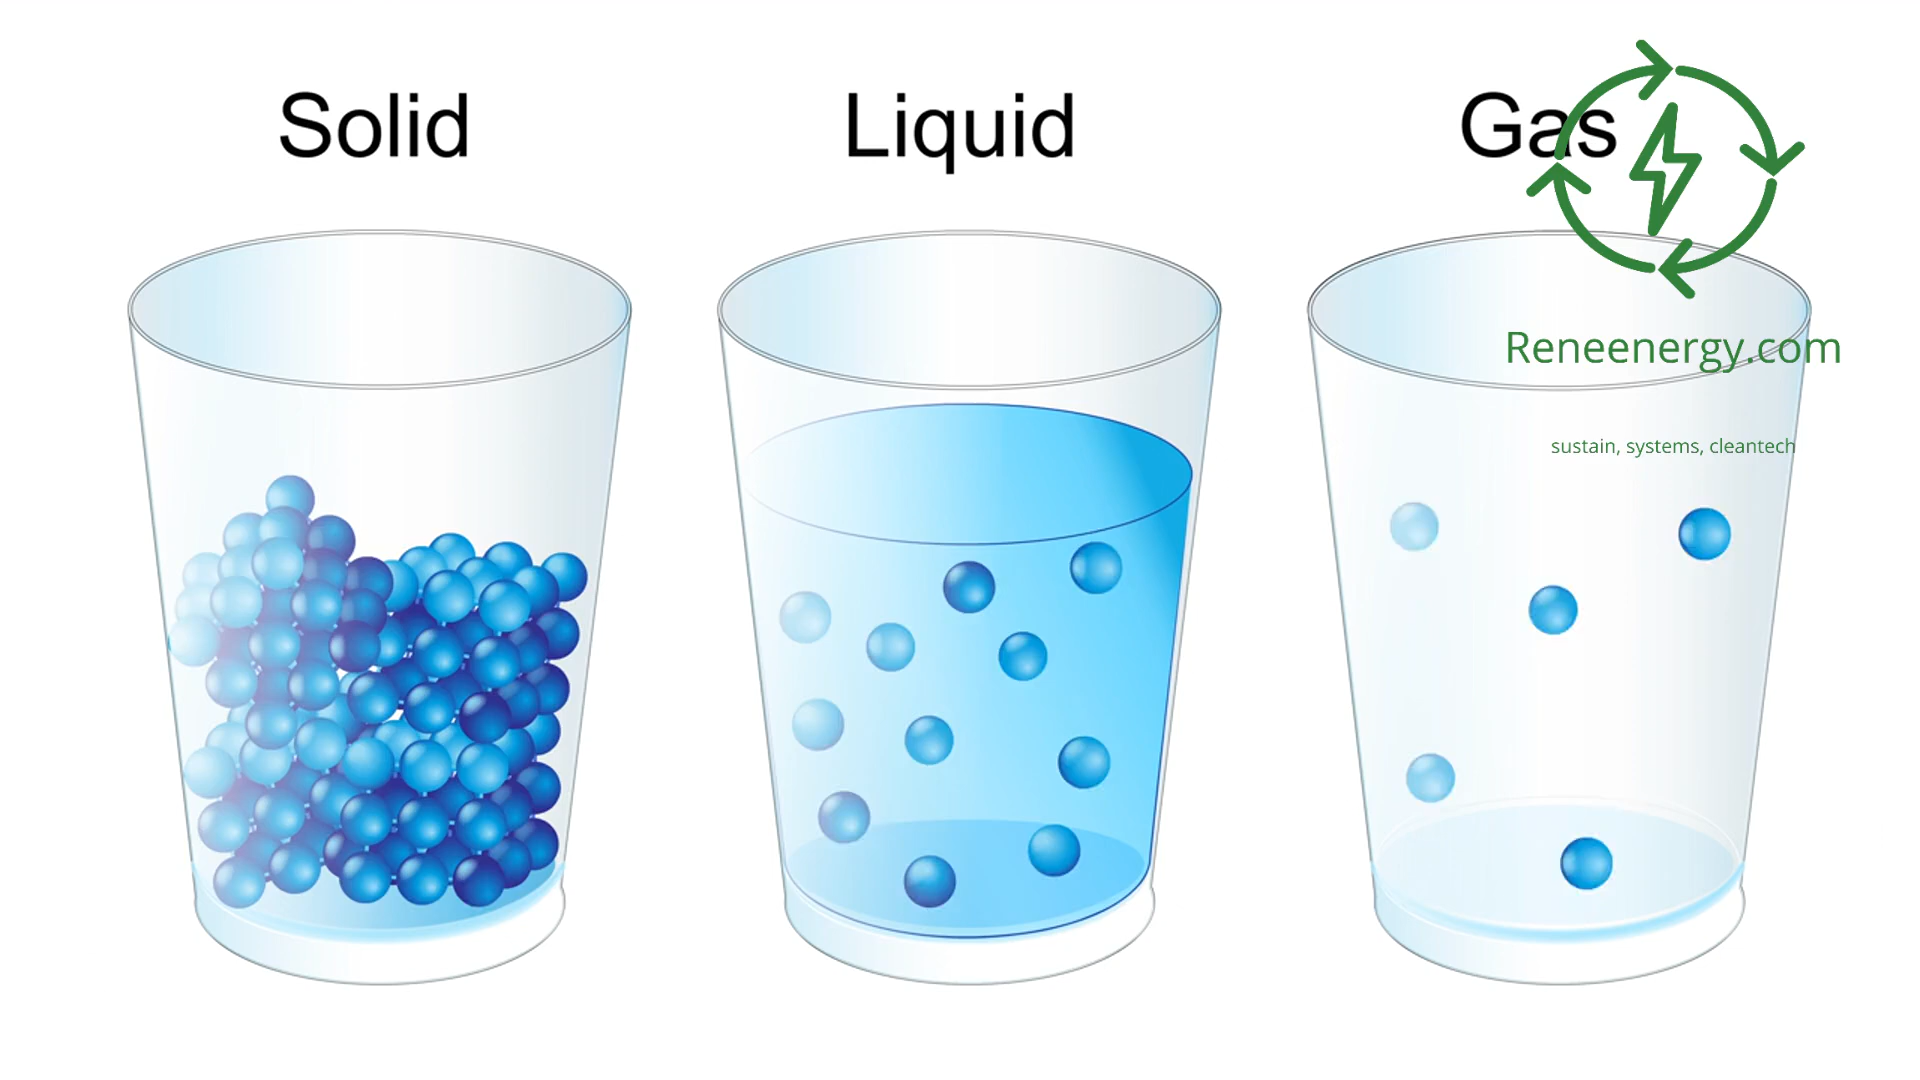 Solid
Liquid
Gas
Reneenergy.com
sustain, systems, cleantech